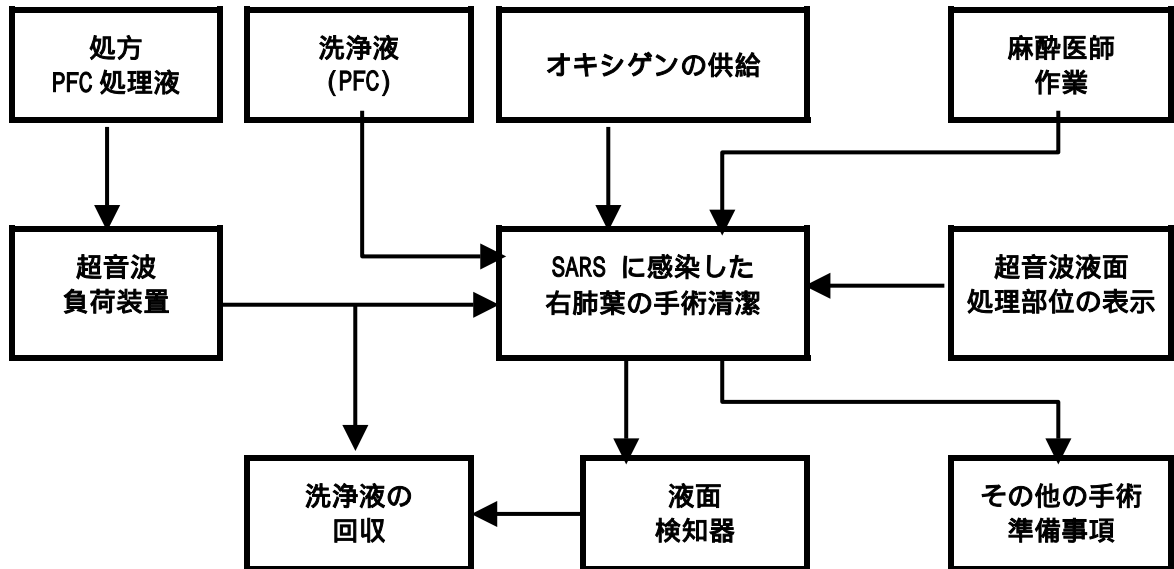 処方
PFC 処理液
洗浄液
(PFC)
オキシゲンの供給
麻酔医師
作業
超音波
負荷装置
SARS に感染した
右肺葉の手術清潔
超音波液面
処理部位の表示
洗浄液の
回収
液面
検知器
その他の手術
準備事項